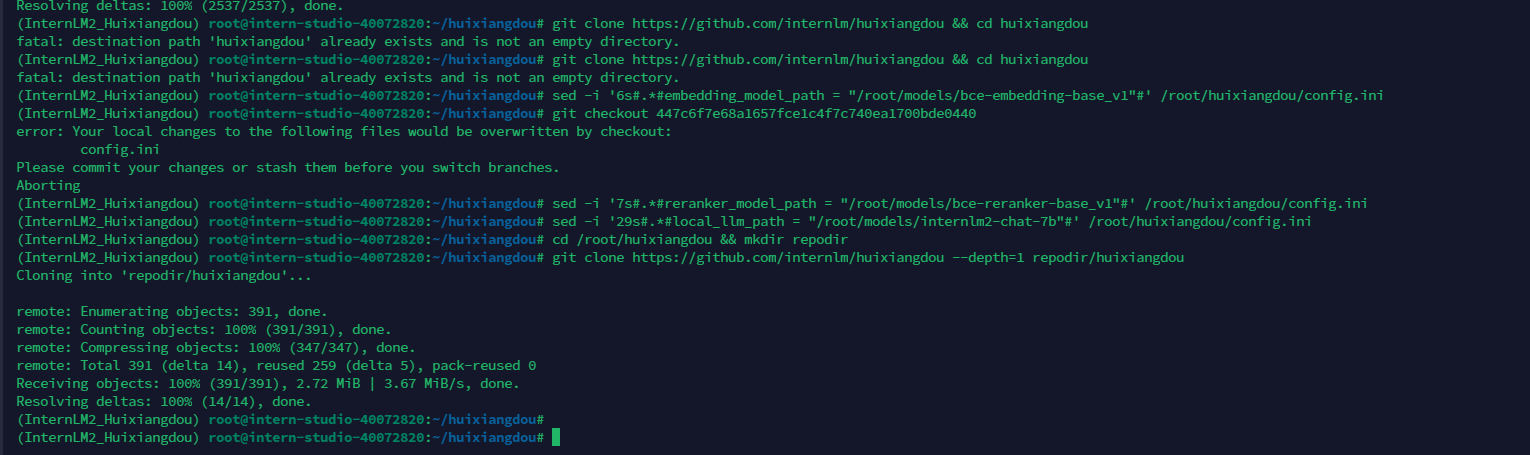 Resolving deltas: 100% (2537/2537), done.
(InternLM2_Huixiangdou) root@intern-studio-40072820:~/huixiangdou# git clone https://github.com/internlm/huixiangdou && cd huixiangdou
fatal: destination path 'huixiangdou' already exists and is not an empty directory.
(InternLM2_Huixiangdou) root@intern-studio-40072820:~/huixiangdou# git clone https://github.com/internlm/huixiangdou && cd huixiangdou
fatal: destination path 'huixiangdou' already exists and is not an empty directory.
(InternLM2_Huixiangdou) root@intern-studio-40072820:~/huixiangdou# sed -i '6s#.*#embedding_model_path = "/root/models/bce-embedding-base_v1"#' /root/huixiangdou/config.ini
(InternLM2_Huixiangdou) root@intern-studio-40072820:~/huixiangdou# git checkout 447c6f7e68a1657fce1c4f7c740ea1700bde0440
error: Your local changes to the following files would be overwritten by checkout:
        config.ini
Please commit your changes or stash them before you switch branches.
Aborting
(InternLM2_Huixiangdou) root@intern-studio-40072820:~/huixiangdou# sed -i '7s#.*#reranker_model_path = "/root/models/bce-reranker-base_v1"#' /root/huixiangdou/config.ini
(InternLM2_Huixiangdou) root@intern-studio-40072820:~/huixiangdou# sed -i '29s#.*#local_llm_path = "/root/models/internlm2-chat-7b"#' /root/huixiangdou/config.ini
(InternLM2_Huixiangdou) root@intern-studio-40072820:~/huixiangdou# cd /root/huixiangdou && mkdir repodir
(InternLM2_Huixiangdou) root@intern-studio-40072820:~/huixiangdou# git clone https://github.com/internlm/huixiangdou --depth=1 repodir/huixiangdou
Cloning into 'repodir/huixiangdou'...
remote: Enumerating objects: 391, done.
remote: Counting objects: 100% (391/391), done.
remote: Compressing objects: 100% (347/347), done.
remote: Total 391 (delta 14), reused 259 (delta 5), pack-reused 0
Receiving objects: 100% (391/391), 2.72 MiB | 3.67 MiB/s, done.
Resolving deltas: 100% (14/14), done.
(InternLM2_Huixiangdou) root@intern-studio-40072820:~/huixiangdou#
(InternLM2_Huixiangdou) root@intern-studio-40072820:~/huixiangdou#